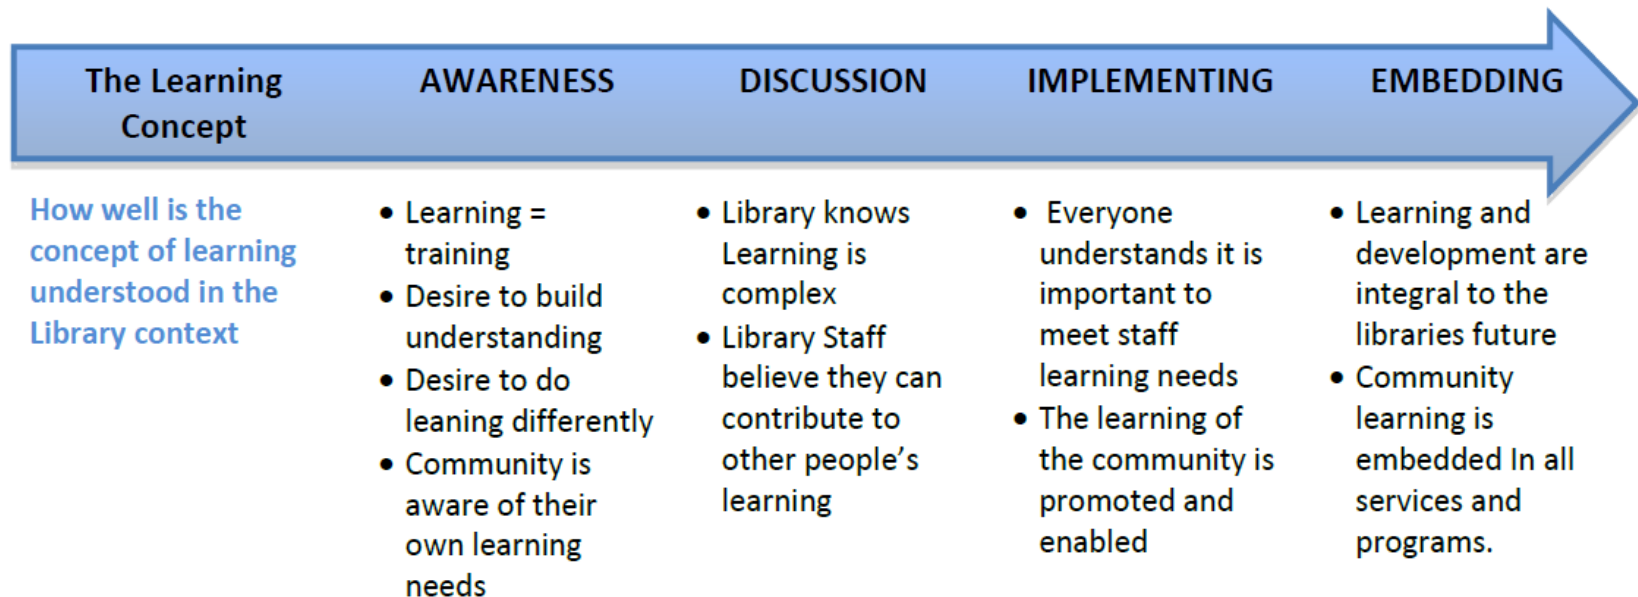 The Learning
Concept
AWARENESS
DISCUSSION
IMPLEMENTING
EMBEDDING
How well is the
concept of learning
understood in the
Library context
• Learning =
training
• Desire to build
understanding
• Desire to do
leaning differently
• Community is
aware of their
own learning
needs
• Library knows
Learning is
complex
• Library Staff
believe they can
contribute to
other people’s
learning
• Everyone
understands it is
important to
meet staff
learning needs
• The learning of
the community is
promoted and
enabled
• Learning and
development are
integral to the
libraries future
• Community
learning is
embedded In all
services and
programs.